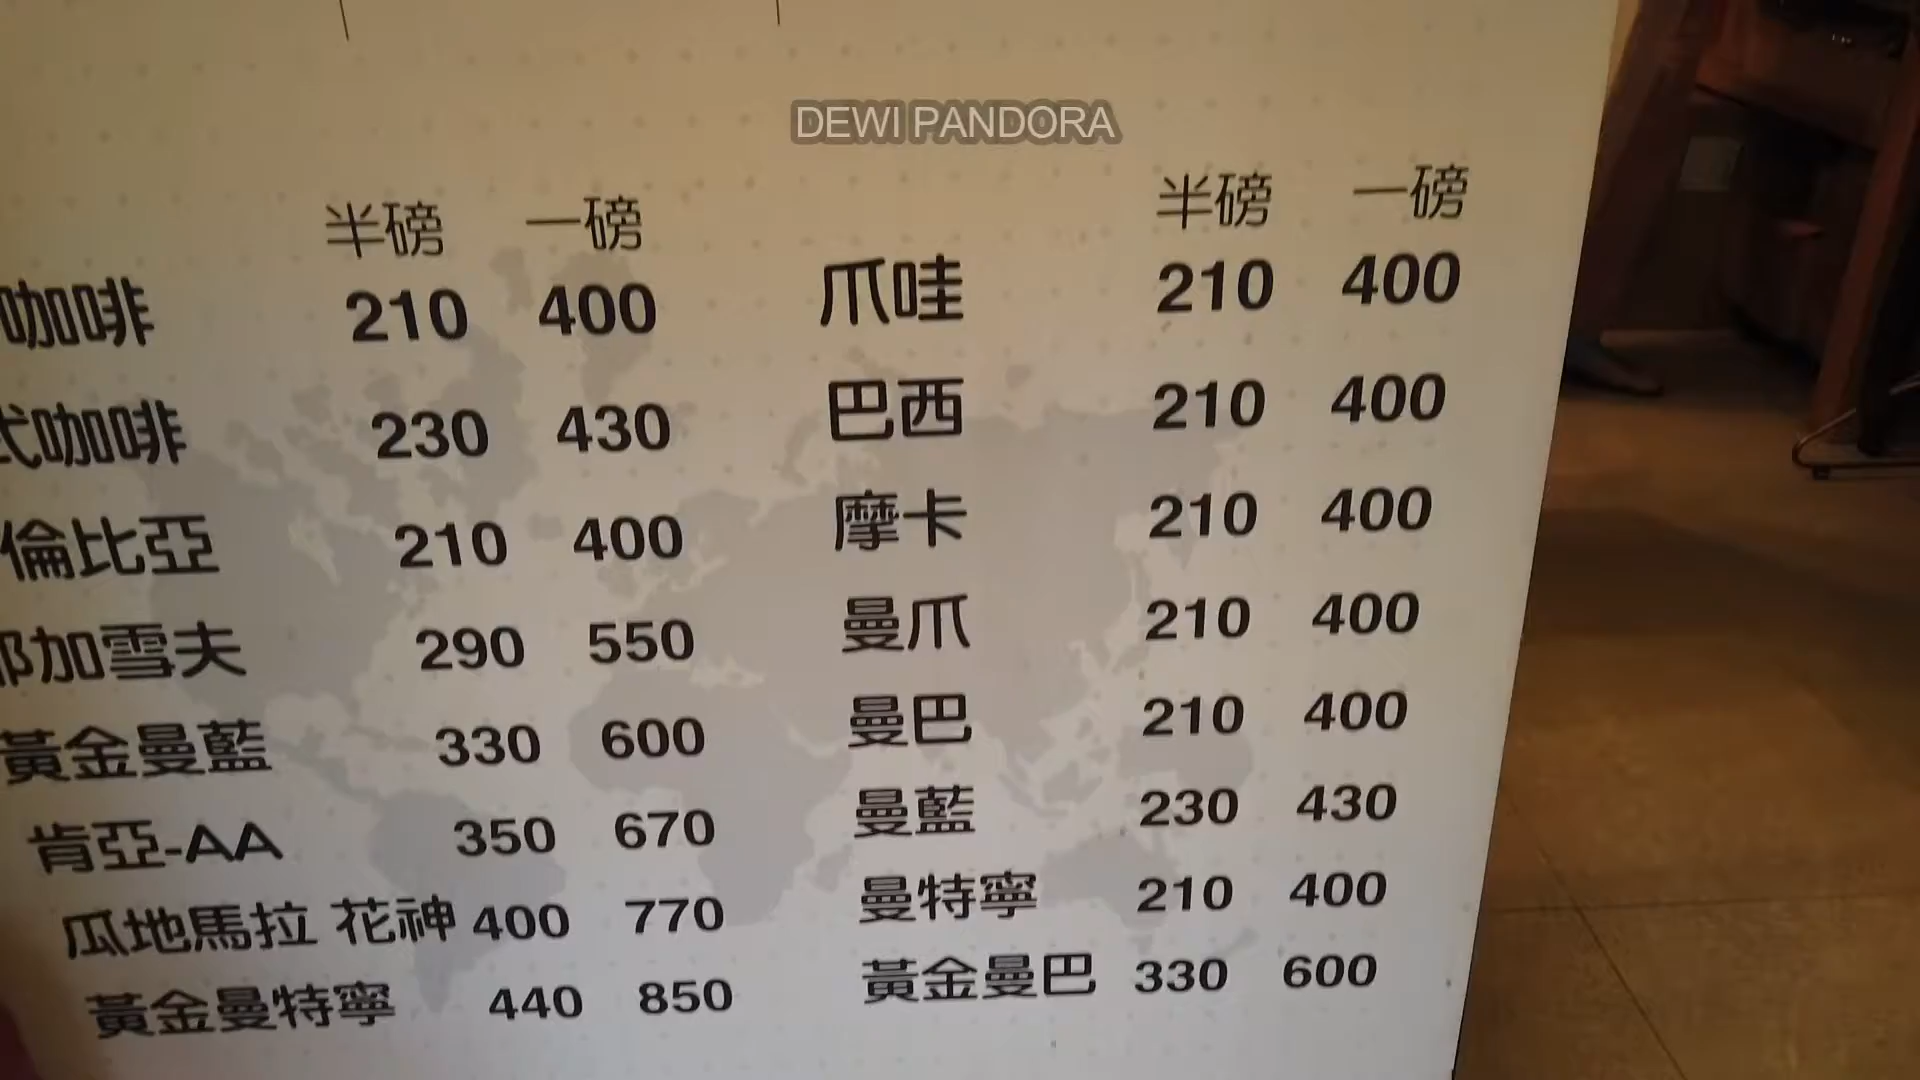 DEWI PANDORA
半磅 一磅
咖啡 210 400
式咖啡 230 430
倫比亞 210 400
耶加雪夫 290 550
黃金曼藍 330 600
肯亞-AA 350 670
瓜地馬拉 花神 400 770
黃金曼特寧 440 850
半磅 一磅
爪哇 210 400
巴西 210 400
摩卡 210 400
曼爪 210 400
曼巴 210 400
曼藍 230 430
曼特寧 210 400
黃金曼巴 330 600